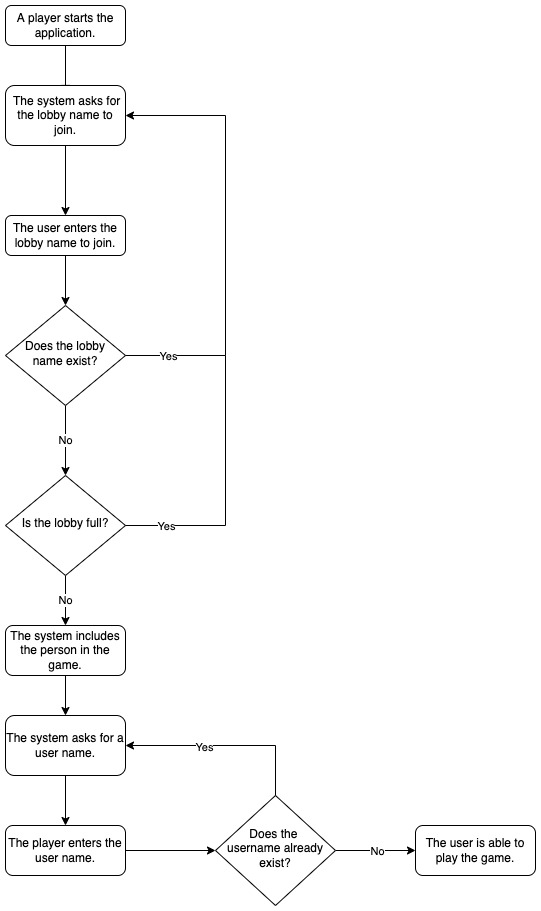 A player starts the
application.
The system asks for
the lobby name to
join.
The user enters the
lobby name to join.
Does the lobby
name exist?
Yes
No
Is the lobby full?
Yes
No
The system includes
the person in the
game.
The system asks for a
user name.
Yes
The player enters the
user name.
Does the
username already
exist?
No
The user is able to
play the game.